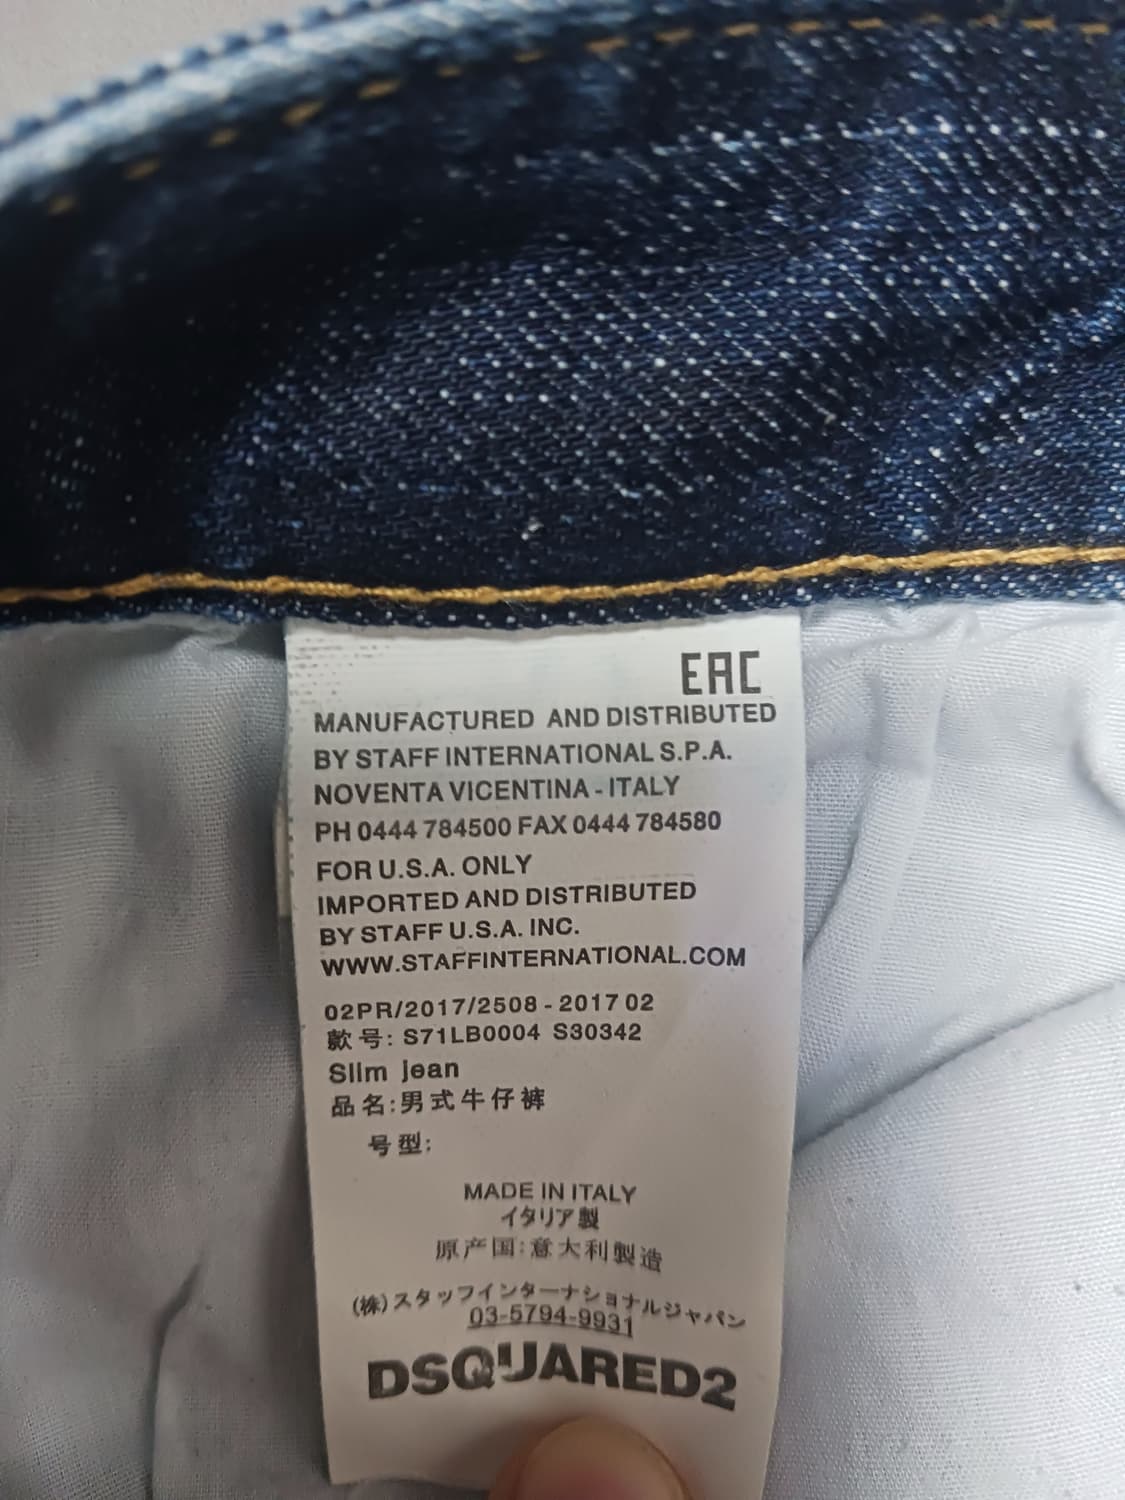 EAC
MANUFACTURED AND DISTRIBUTED
BY STAFF INTERNATIONAL S.P.A.
NOVENTA VICENTINA - ITALY
PH 0444 784500 FAX 0444 784580
FOR U.S.A. ONLY
IMPORTED AND DISTRIBUTED
BY STAFF U.S.A. INC.
WWW.STAFFINTERNATIONAL.COM
02PR/2017/2508 - 2017 02
款号: S71LB0004 S30342
Slim jean
品名:男式牛仔裤
号型:
MADE IN ITALY
イタリア製
原产国:意大利製造
(株)スタッフインターナショナルジャパン
03-5794-9931
DSQUARED2